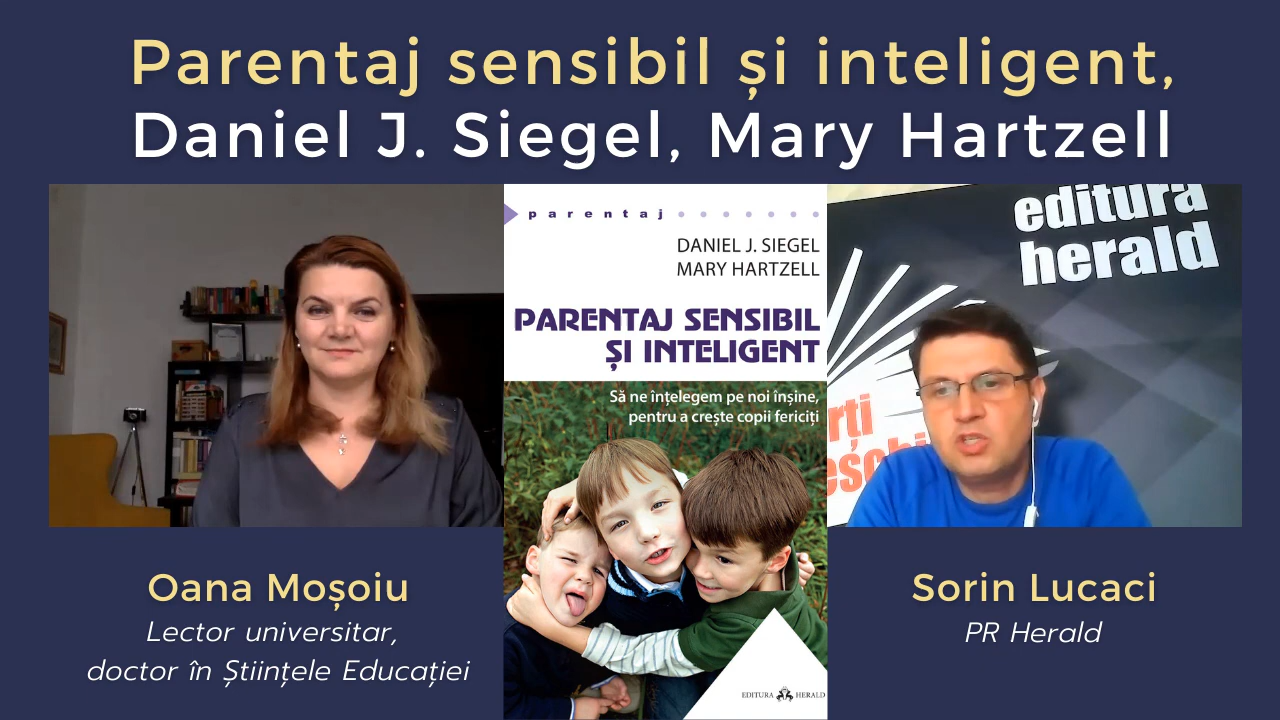 Parentaj sensibil și inteligent,
Daniel J. Siegel, Mary Hartzell
parentaj
DANIEL J. SIEGEL
MARY HARTZELL
PARENTAJ SENSIBIL
ȘI INTELIGENT
Să ne înțelegem pe noi înșine,
pentru a crește copii fericiți
EDITURA HERALD
editura
herald
Oana Moșoiu
Lector universitar,
doctor în Științele Educației
Sorin Lucaci
PR Herald